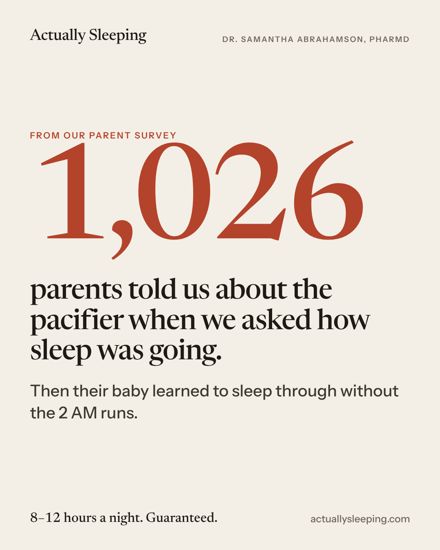 Actually Sleeping
DR. SAMANTHA ABRAHAMSON, PHARMD
FROM OUR PARENT SURVEY
1,026
parents told us about the
pacifier when we asked how
sleep was going.
Then their baby learned to sleep through without
the 2 AM runs.
8–12 hours a night. Guaranteed.
actuallysleeping.com